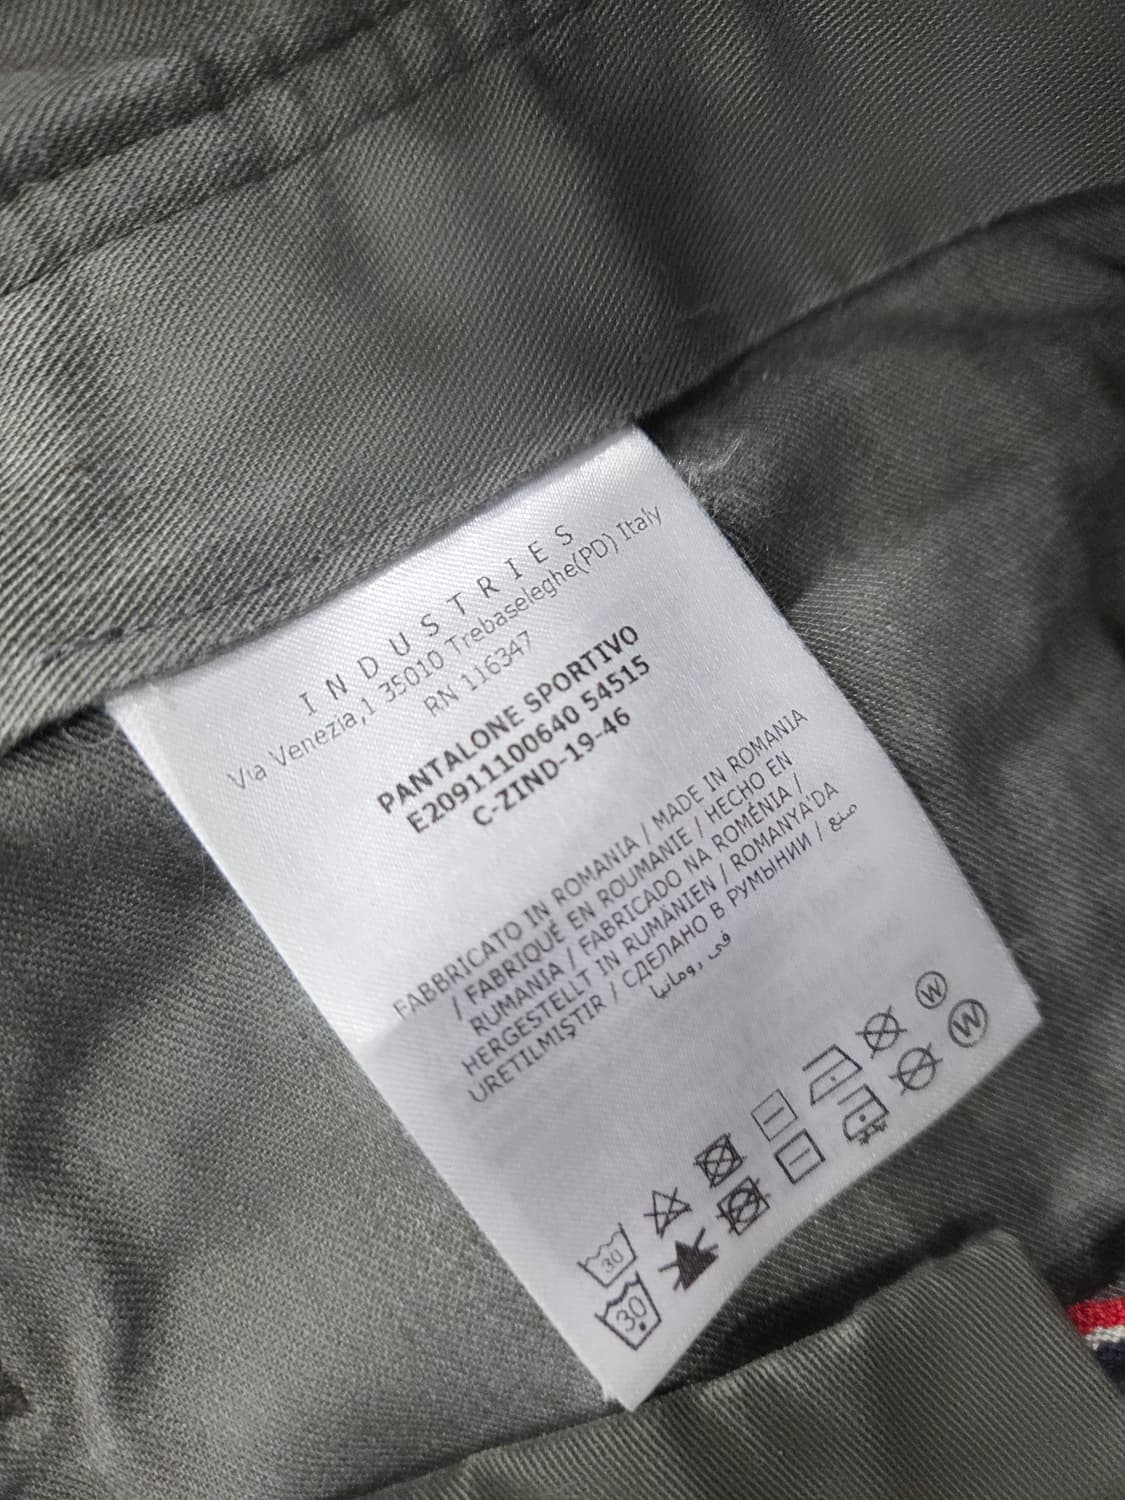 INDUSTRIES
Via Venezia,1 35010 Trebaseleghe(PD) Italy
RN 116347
PANTALONE SPORTIVO
E20911100640 54515
C-ZIND-19-46
FABBRICATO IN ROMANIA / MADE IN ROMANIA
/ FABRIQUÉ EN ROUMANIE / HECHO EN
RUMANIA / FABRICADO NA ROMÉNIA /
HERGESTELLT IN RUMÄNIEN / ROMANYA'DA
URETILMIŞTIR / СДЕЛАНО В РУМЫНИИ / صنع
في رومانيا
30
W
30
W